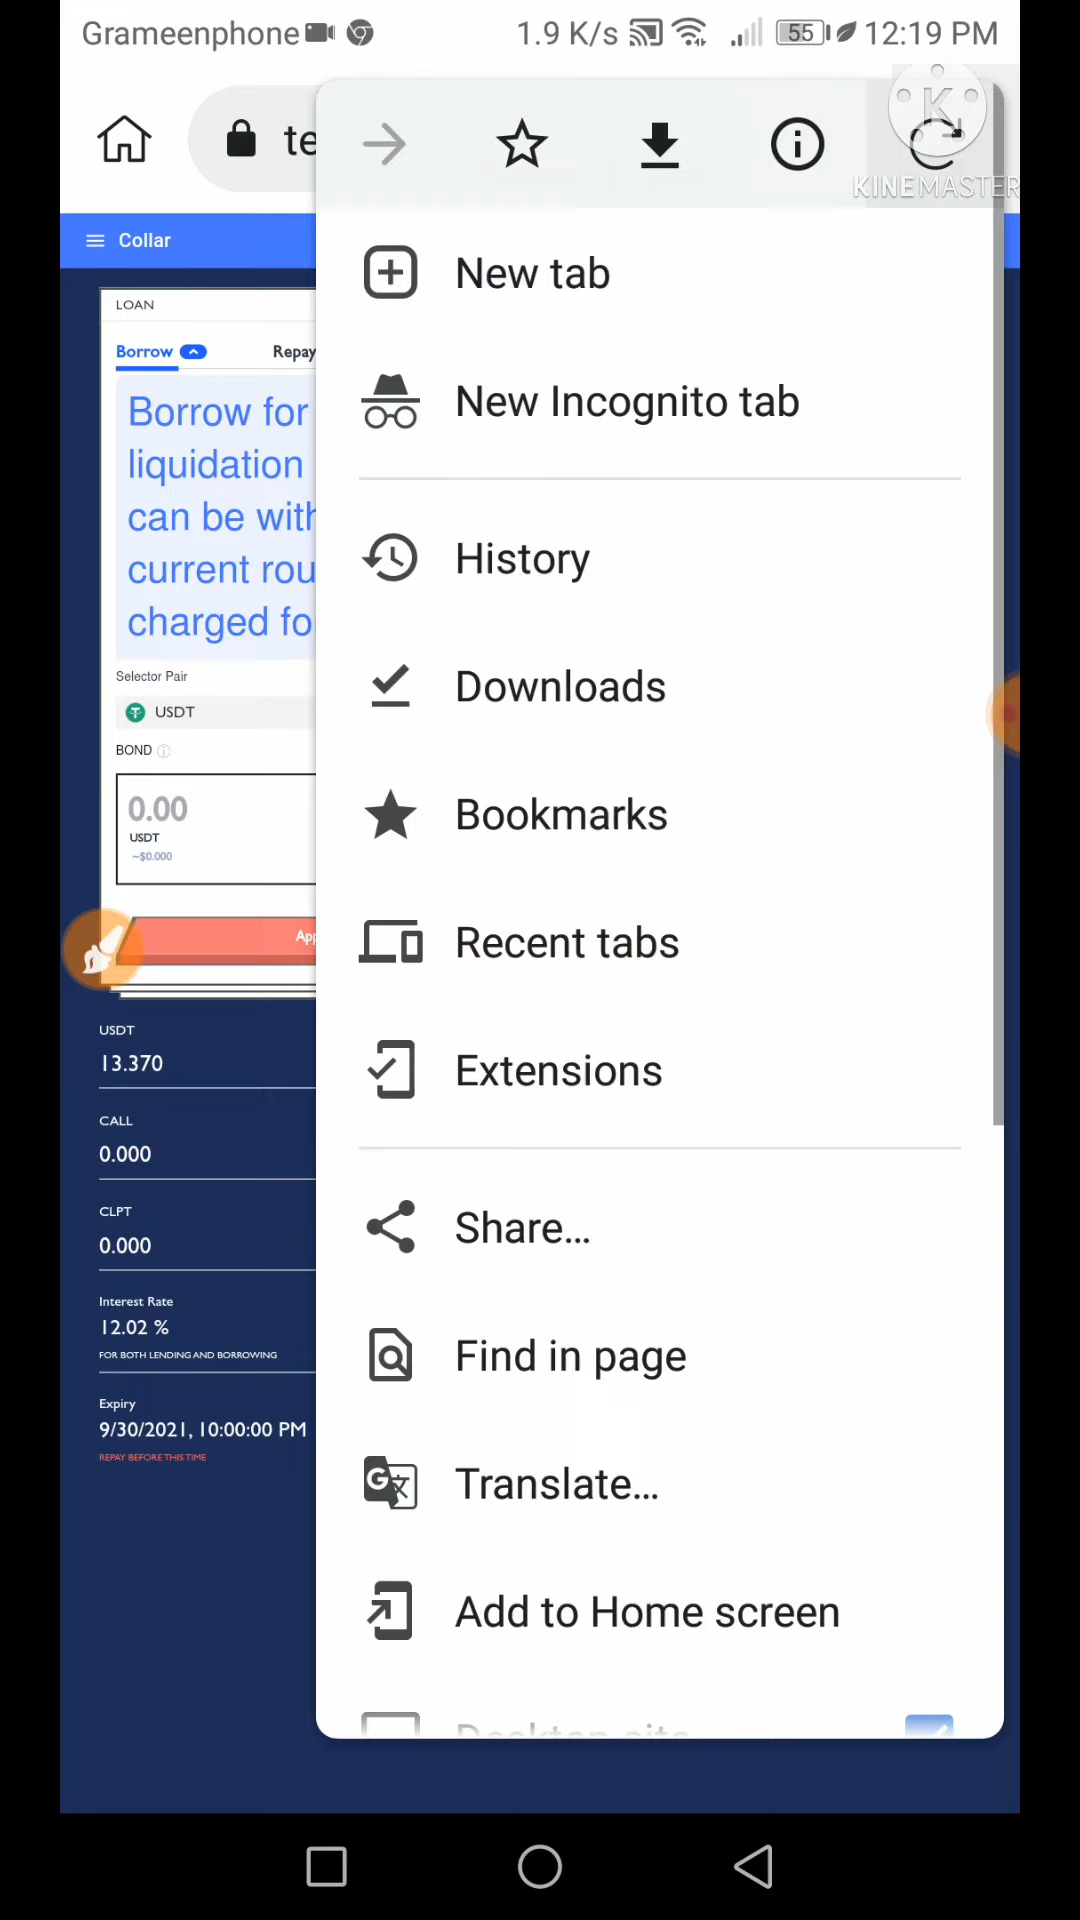 Grameenphone 1.9 K/s 55 12:19 PM
te
K
KINEMASTER
Collar
New tab
New Incognito tab
History
Downloads
Bookmarks
Recent tabs
Extensions
Share...
Find in page
Translate...
Add to Home screen
Desktop site
LOAN
Borrow Repay
Borrow for
liquidation
can be with
current rou
charged fo
Selector Pair
USDT
BOND
0.00
USDT
~$0.000
App
USDT
13.370
CALL
0.000
CLPT
0.000
Interest Rate
12.02 %
FOR BOTH LENDING AND BORROWING
Expiry
9/30/2021, 10:00:00 PM
REPAY BEFORE THIS TIME